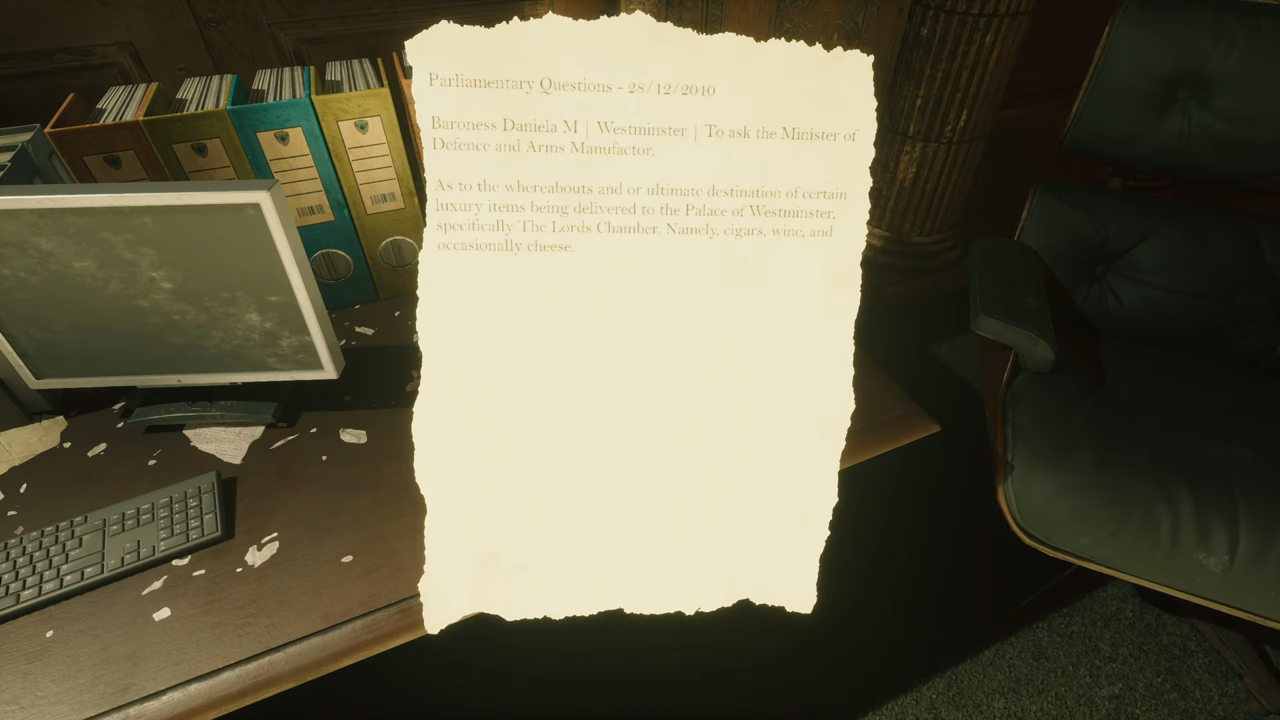 Parliamentary Questions - 28/12/2040
Baroness Daniela M | Westminster | To ask the Minister of
Defence and Arms Manufactor.
As to the whereabouts and or ultimate destination of certain
luxury items being delivered to the Palace of Westminster,
specifically The Lords Chamber. Namely, cigars, wine, and
occasionally cheese.